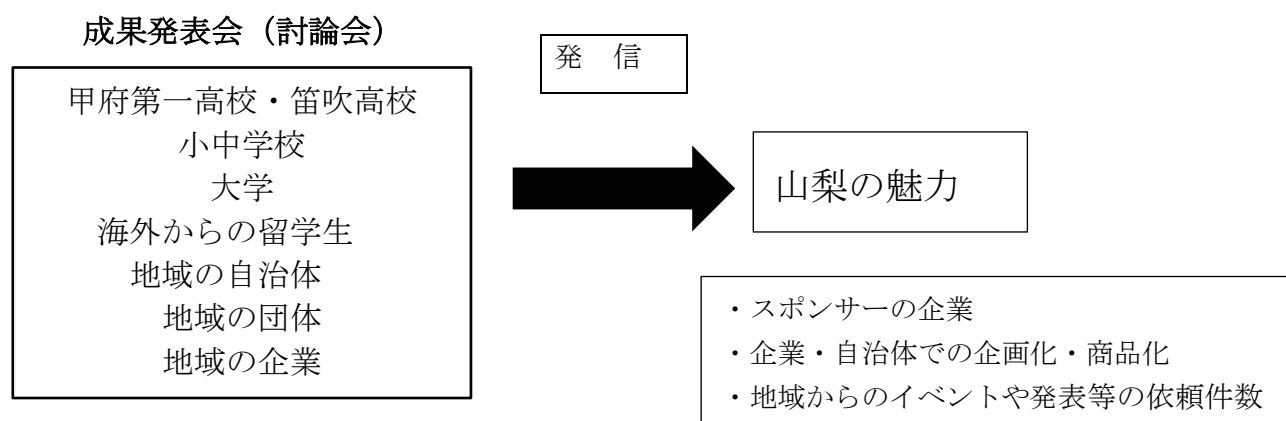 成果発表会（討論会）
甲府第一高校・笛吹高校
小中学校
大学
海外からの留学生
地域の自治体
地域の団体
地域の企業
発　信
山梨の魅力
・スポンサーの企業
・企業・自治体での企画化・商品化
・地域からのイベントや発表等の依頼件数